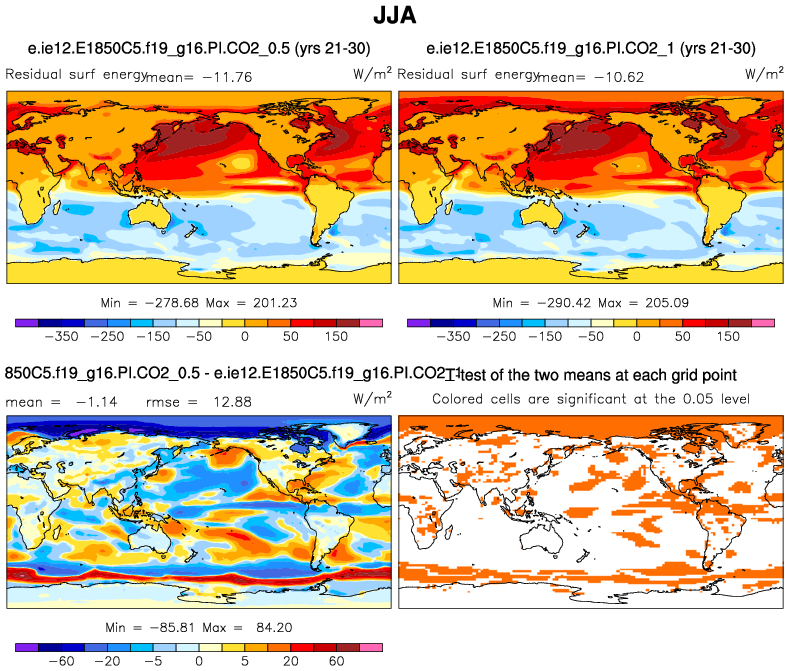 JJA
e.ie12.E1850C5.f19_g16.PI.CO2_0.5 (yrs 21-30)
e.ie12.E1850C5.f19_g16.PI.CO2_1 (yrs 21-30)
Residual surf energy mean= −11.76 W/m²
Residual surf energy mean= −10.62 W/m²
Min = −278.68 Max = 201.23
Min = −290.42 Max = 205.09
−350 −250 −150 −50 0 50 150
−350 −250 −150 −50 0 50 150
850C5.f19_g16.PI.CO2_0.5 - e.ie12.E1850C5.f19_g16.PI.CO2_1
T-test of the two means at each grid point
mean = −1.14 rmse = 12.88 W/m²
Colored cells are significant at the 0.05 level
Min = −85.81 Max = 84.20
−60 −20 −5 0 5 20 60